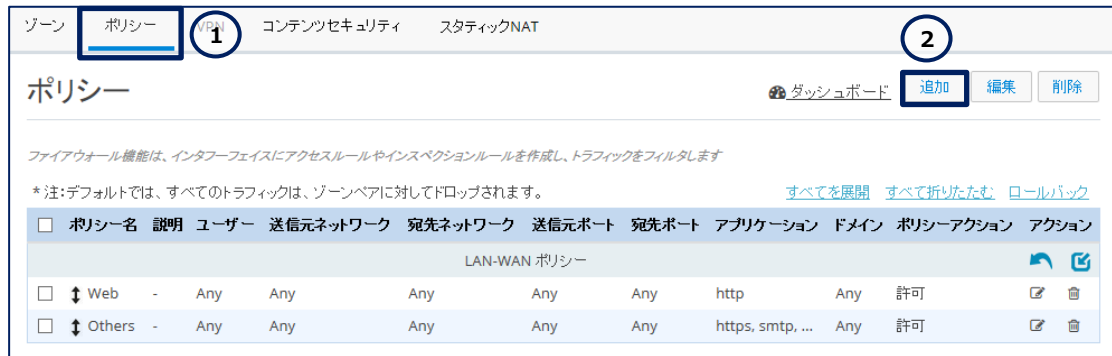 ゾーン ポリシー VPN コンテンツセキュリティ スタティックNAT
1
2
ポリシー ダッシュボード 追加 編集 削除
ファイアウォール機能は、インタフェイスにアクセスルールやインスペクションルールを作成し、トラフィックをフィルタします
*注:デフォルトでは、すべてのトラフィックは、ゾーンペアに対してドロップされます。 すべてを展開 すべて折りたたむ ロールバック
ポリシー名 説明 ユーザー 送信元ネットワーク 宛先ネットワーク 送信元ポート 宛先ポート アプリケーション ドメイン ポリシーアクション アクション
LAN-WAN ポリシー
Web - Any Any Any Any Any http Any 許可
Others - Any Any Any Any Any https, smtp, ... Any 許可